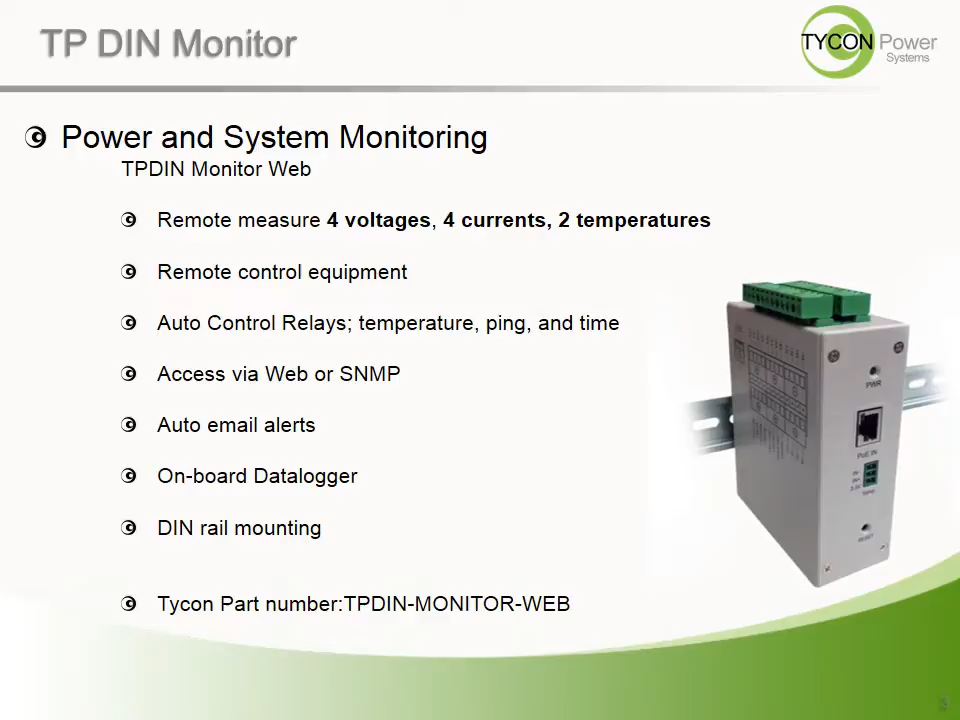 TP DIN Monitor
TYCON Power
Systems
Power and System Monitoring
TPDIN Monitor Web
Remote measure 4 voltages, 4 currents, 2 temperatures
Remote control equipment
Auto Control Relays; temperature, ping, and time
Access via Web or SNMP
Auto email alerts
On-board Datalogger
DIN rail mounting
Tycon Part number:TPDIN-MONITOR-WEB
PWR
PoE IN
RESET
3